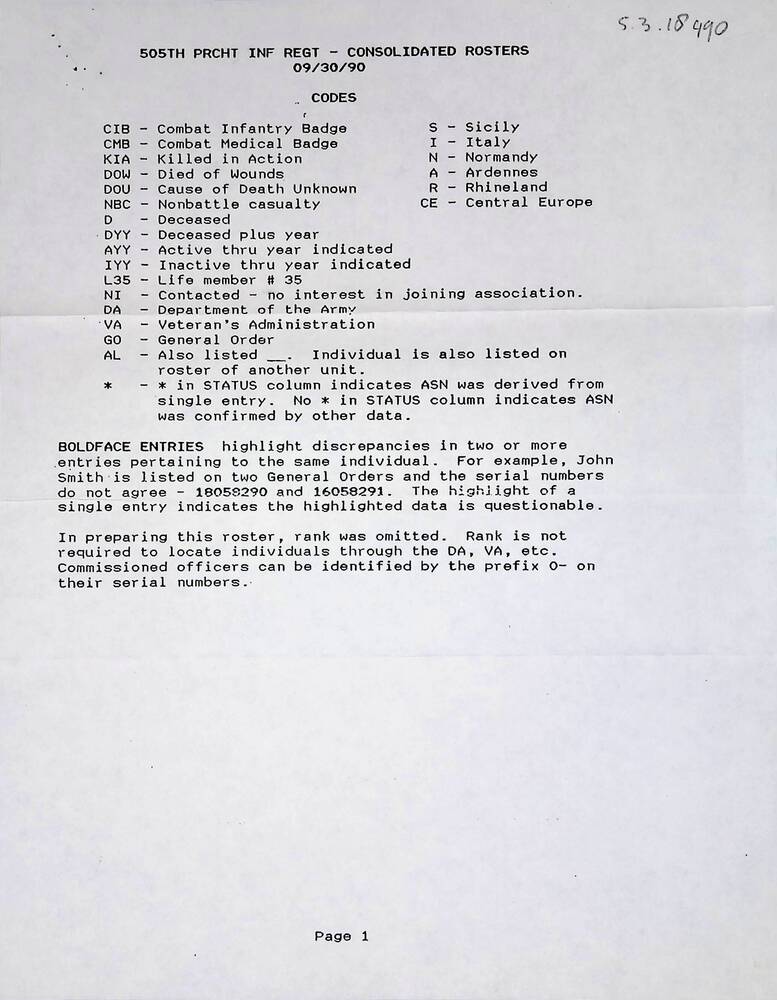 5.3.18490
505TH PRCHT INF REGT - CONSOLIDATED ROSTERS
09/30/90
CODES
CIB - Combat Infantry Badge S - Sicily
CMB - Combat Medical Badge I - Italy
KIA - Killed in Action N - Normandy
DOW - Died of Wounds A - Ardennes
DOU - Cause of Death Unknown R - Rhineland
NBC - Nonbattle casualty CE - Central Europe
D - Deceased
DYY - Deceased plus year
AYY - Active thru year indicated
IYY - Inactive thru year indicated
L35 - Life member # 35
NI - Contacted - no interest in joining association.
DA - Department of the Army
VA - Veteran's Administration
GO - General Order
AL - Also listed __. Individual is also listed on
roster of another unit.
* - * in STATUS column indicates ASN was derived from
single entry. No * in STATUS column indicates ASN
was confirmed by other data.
BOLDFACE ENTRIES highlight discrepancies in two or more
entries pertaining to the same individual. For example, John
Smith is listed on two General Orders and the serial numbers
do not agree - 18058290 and 16058291. The highlight of a
single entry indicates the highlighted data is questionable.
In preparing this roster, rank was omitted. Rank is not
required to locate individuals through the DA, VA, etc.
Commissioned officers can be identified by the prefix O- on
their serial numbers.
Page 1